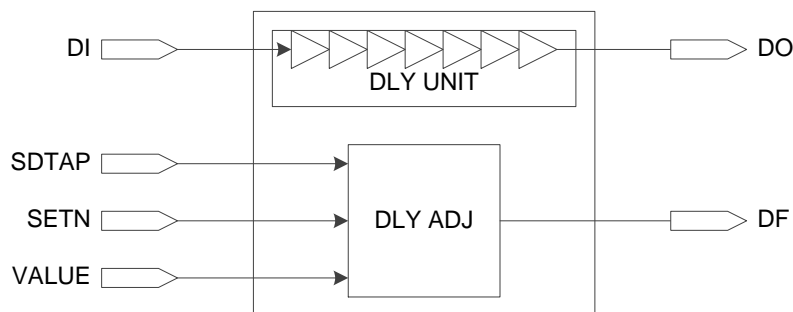 DI
DO
DLY UNIT
SDTAP
SETN
DLY ADJ
DF
VALUE